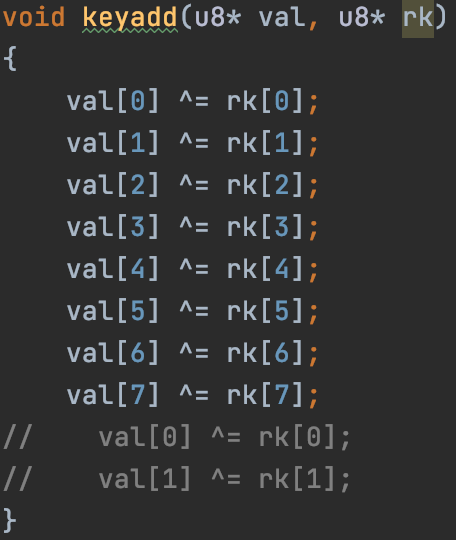 void keyadd(u8* val, u8* rk)
{
    val[0] ^= rk[0];
    val[1] ^= rk[1];
    val[2] ^= rk[2];
    val[3] ^= rk[3];
    val[4] ^= rk[4];
    val[5] ^= rk[5];
    val[6] ^= rk[6];
    val[7] ^= rk[7];
//    val[0] ^= rk[0];
//    val[1] ^= rk[1];
}